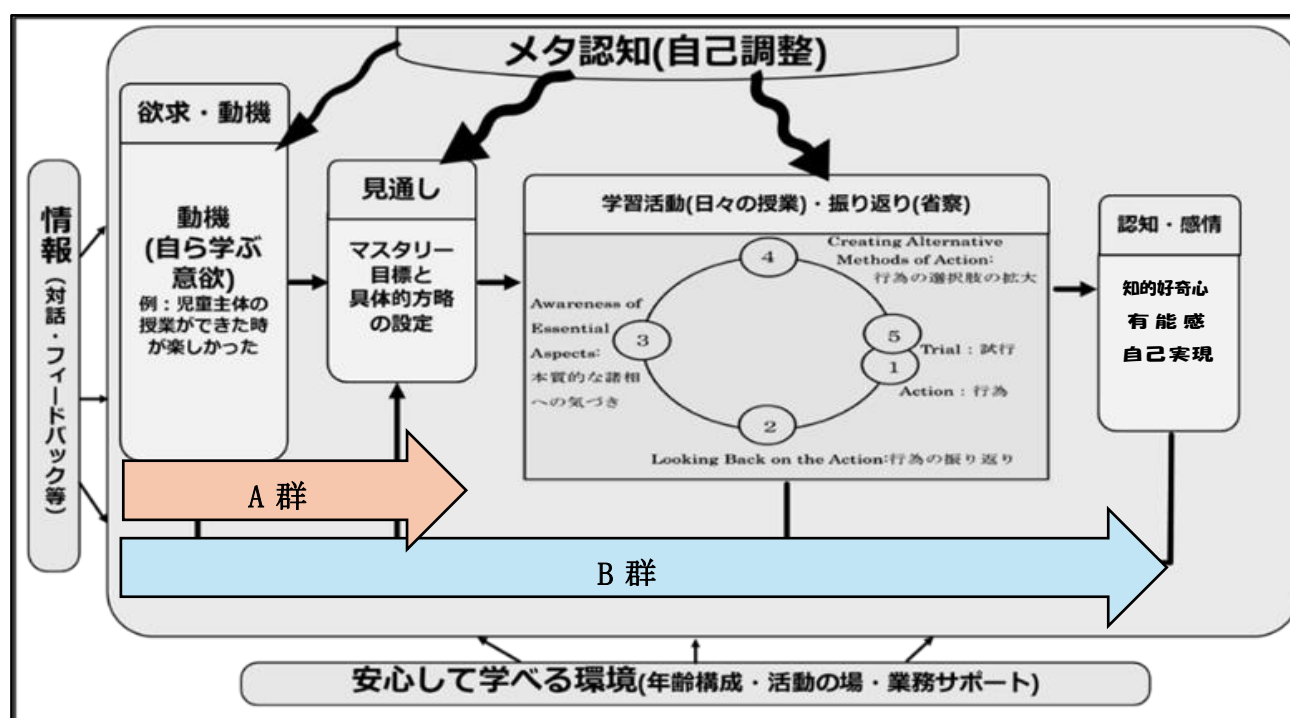 メタ認知(自己調整)
情報(対話・フィードバック等)
欲求・動機
動機
(自ら学ぶ
意欲)
例：児童主体の
授業ができた時
が楽しかった
見通し
マスタリー
目標と
具体的方略
の設定
学習活動(日々の授業)・振り返り(省察)
4
Creating Alternative
Methods of Action:
行為の選択肢の拡大
Awareness of
Essential
Aspects:
本質的な諸相
への気づき
3
5
Trial：試行
1
Action：行為
2
Looking Back on the Action:行為の振り返り
認知・感情
知的好奇心
有能感
自己実現
A 群
B 群
安心して学べる環境(年齢構成・活動の場・業務サポート)